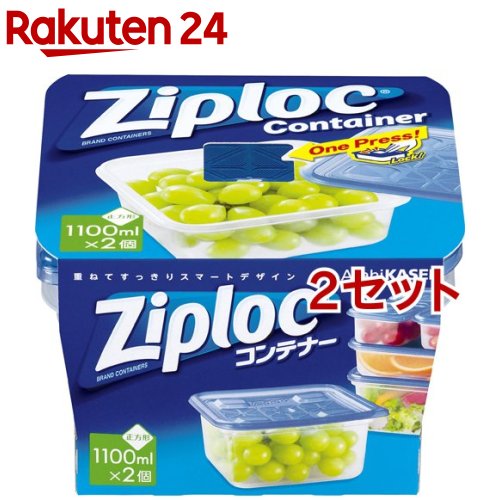 Rakuten 24
Ziploc®
BRAND CONTAINERS
Container
One Press!
Lock!
正方形
1100ml
×2個
重ねてすっきりスマートデザイン
AsahiKASEI
2セット
Ziploc®
BRAND CONTAINERS
コンテナー
正方形
1100ml
×2個